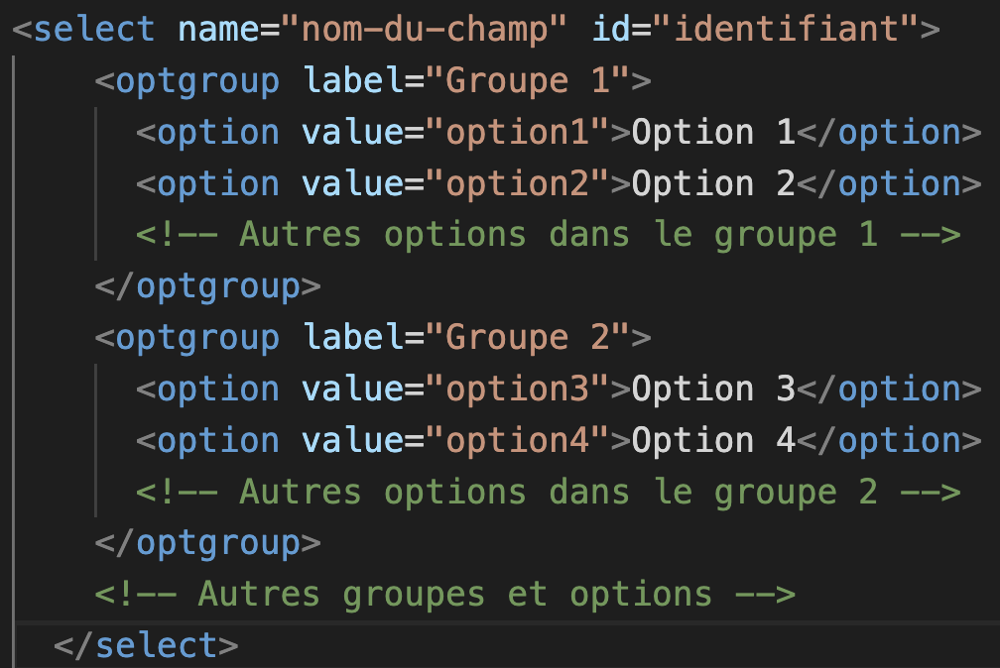 <select name="nom-du-champ" id="identifiant">
<optgroup label="Groupe 1">
<option value="option1">Option 1</option>
<option value="option2">Option 2</option>
<!-- Autres options dans le groupe 1 -->
</optgroup>
<optgroup label="Groupe 2">
<option value="option3">Option 3</option>
<option value="option4">Option 4</option>
<!-- Autres options dans le groupe 2 -->
</optgroup>
<!-- Autres groupes et options -->
</select>